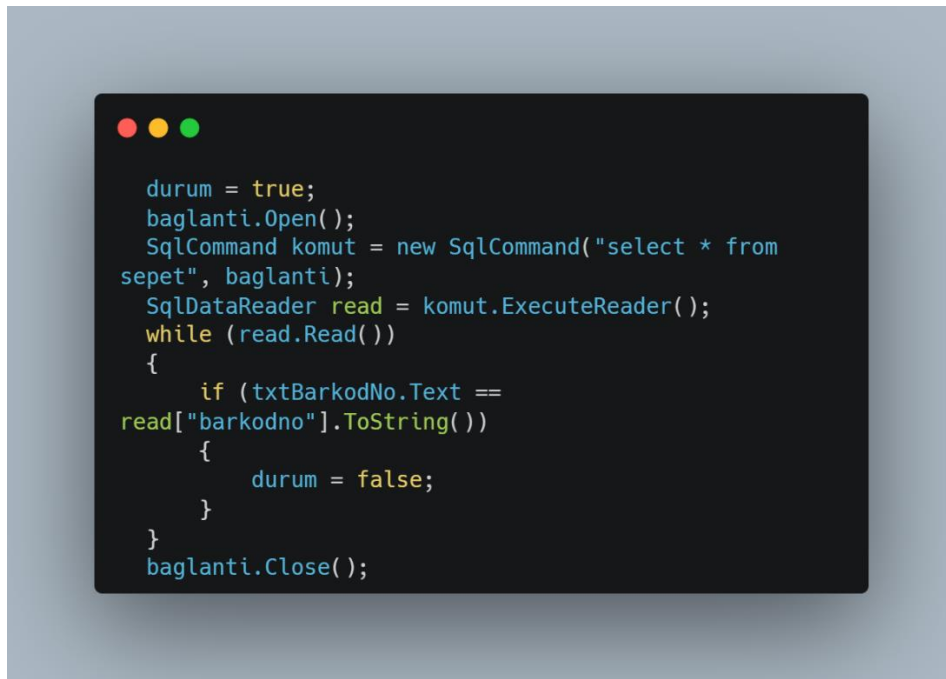 durum = true;
baglanti.Open();
SqlCommand komut = new SqlCommand("select * from
sepet", baglanti);
SqlDataReader read = komut.ExecuteReader();
while (read.Read())
{
if (txtBarkodNo.Text ==
read["barkodno"].ToString())
{
durum = false;
}
}
baglanti.Close();